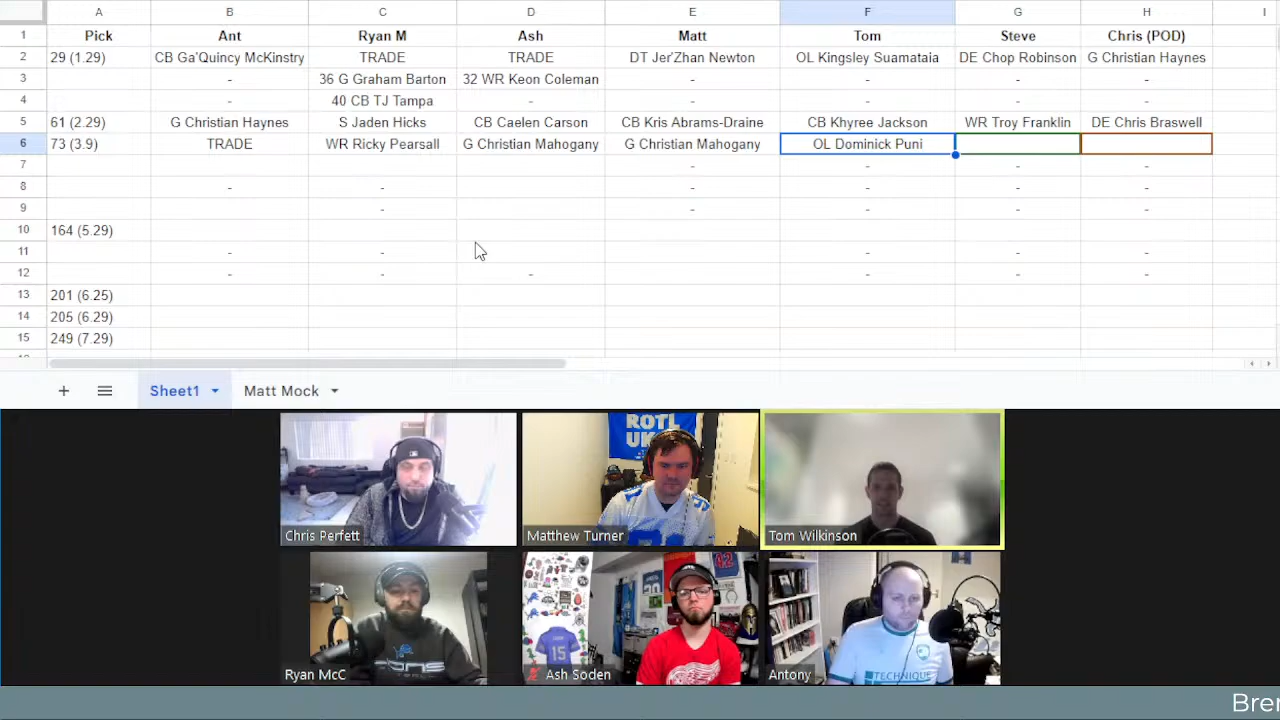 A B C D E F G H I
1 Pick Ant Ryan M Ash Matt Tom Steve Chris (POD)
2 29 (1.29) CB Ga'Quincy McKinstry TRADE TRADE DT Jer'Zhan Newton OL Kingsley Suamataia DE Chop Robinson G Christian Haynes
3 - 36 G Graham Barton 32 WR Keon Coleman - - - -
4 - 40 CB TJ Tampa - - - - -
5 61 (2.29) G Christian Haynes S Jaden Hicks CB Caelen Carson CB Kris Abrams-Draine CB Khyree Jackson WR Troy Franklin DE Chris Braswell
6 73 (3.9) TRADE WR Ricky Pearsall G Christian Mahogany G Christian Mahogany OL Dominick Puni
7 - - - -
8 - - - - - -
9 - - - - -
10 164 (5.29)
11 - - - - -
12 - - - - - -
13 201 (6.25)
14 205 (6.29)
15 249 (7.29)
+ Sheet1 Matt Mock
ROTL
UK
Chris Perfett
Matthew Turner
Tom Wilkinson
42
15
TECHNIQUE
Ryan McC
Ash Soden
Antony
Bre